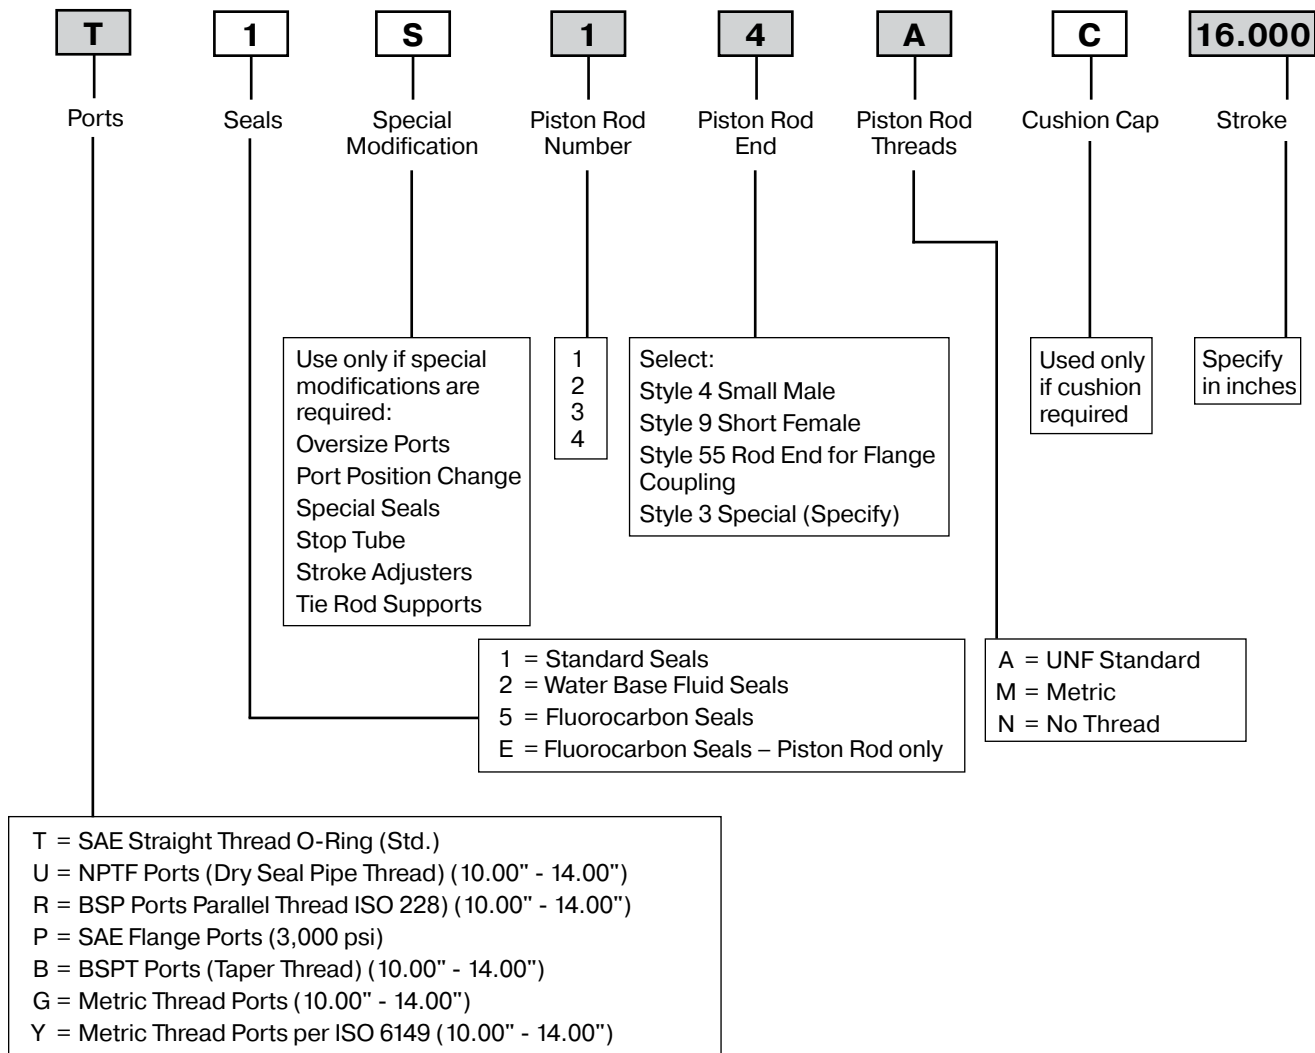 T 1 S 1 4 A C 16.000
Ports
Seals
Special
Modification
Piston Rod
Number
Piston Rod
End
Piston Rod
Threads
Cushion Cap
Stroke
Use only if special
modifications are
required:
Oversize Ports
Port Position Change
Special Seals
Stop Tube
Stroke Adjusters
Tie Rod Supports
1
2
3
4
Select:
Style 4 Small Male
Style 9 Short Female
Style 55 Rod End for Flange
Coupling
Style 3 Special (Specify)
Used only
if cushion
required
Specify
in inches
1 = Standard Seals
2 = Water Base Fluid Seals
5 = Fluorocarbon Seals
E = Fluorocarbon Seals – Piston Rod only
A = UNF Standard
M = Metric
N = No Thread
T = SAE Straight Thread O-Ring (Std.)
U = NPTF Ports (Dry Seal Pipe Thread) (10.00" - 14.00")
R = BSP Ports Parallel Thread ISO 228) (10.00" - 14.00")
P = SAE Flange Ports (3,000 psi)
B = BSPT Ports (Taper Thread) (10.00" - 14.00")
G = Metric Thread Ports (10.00" - 14.00")
Y = Metric Thread Ports per ISO 6149 (10.00" - 14.00")